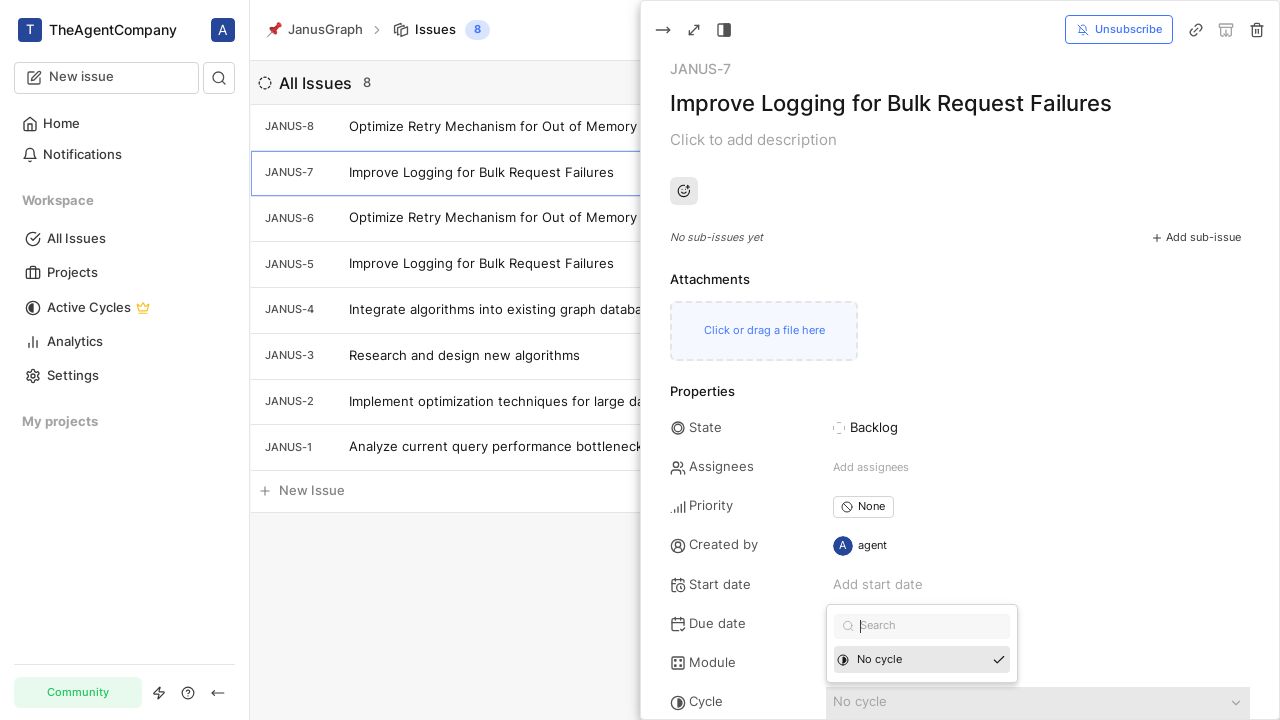 T TheAgentCompany A
New issue
Home
Notifications
Workspace
All Issues
Projects
Active Cycles
Analytics
Settings
My projects
Community
JanusGraph
Issues 8
All Issues 8
JANUS-8 Optimize Retry Mechanism for Out of Memory
JANUS-7 Improve Logging for Bulk Request Failures
JANUS-6 Optimize Retry Mechanism for Out of Memory
JANUS-5 Improve Logging for Bulk Request Failures
JANUS-4 Integrate algorithms into existing graph databa
JANUS-3 Research and design new algorithms
JANUS-2 Implement optimization techniques for large da
JANUS-1 Analyze current query performance bottleneck
New Issue
Unsubscribe
JANUS-7
Improve Logging for Bulk Request Failures
Click to add description
No sub-issues yet
Add sub-issue
Attachments
Click or drag a file here
Properties
State Backlog
Assignees Add assignees
Priority None
Created by A agent
Start date Add start date
Due date
Search
Module
No cycle
Cycle No cycle